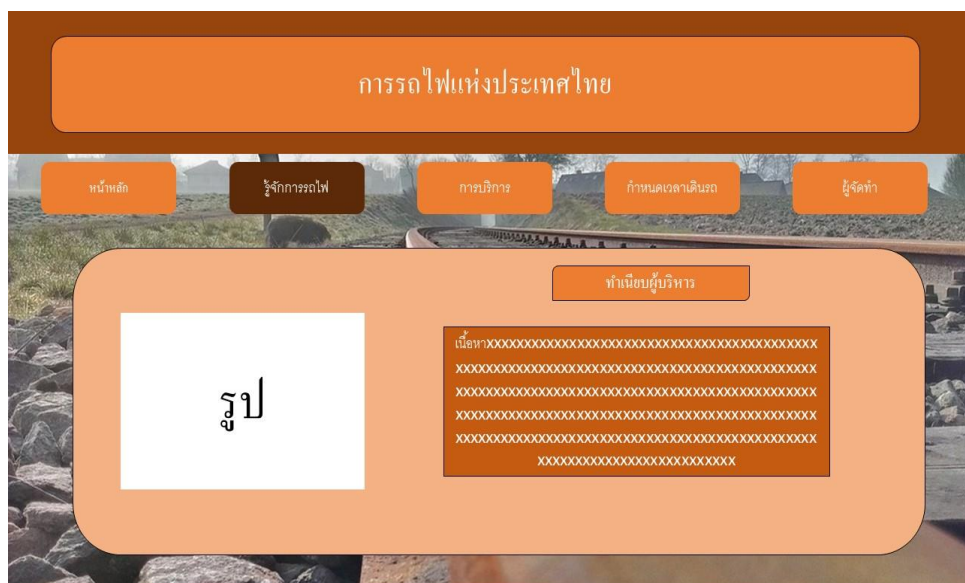 การรถไฟแห่งประเทศไทย
หน้าหลัก
รู้จักการรถไฟ
การบริการ
กำหนดเวลาเดินรถ
ผู้จัดทำ
ทำเนียบผู้บริหาร
รูป
เนื้อหาxxxxxxxxxxxxxxxxxxxxxxxxxxxxxxxxxxxxxxxxxxxx
xxxxxxxxxxxxxxxxxxxxxxxxxxxxxxxxxxxxxxxxxxxxxxxx
xxxxxxxxxxxxxxxxxxxxxxxxxxxxxxxxxxxxxxxxxxxxxxxx
xxxxxxxxxxxxxxxxxxxxxxxxxxxxxxxxxxxxxxxxxxxxxxxx
xxxxxxxxxxxxxxxxxxxxxxxxxxxxxxxxxxxxxxxxxxxxxxxx
xxxxxxxxxxxxxxxxxxxxxxxxxx